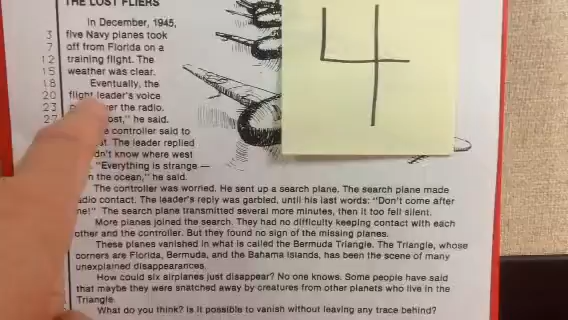 THE LOST FLIERS
In December, 1945,
3 five Navy planes took
7 off from Florida on a
12 training flight. The
15 weather was clear.
18 Eventually, the
20 flight leader's voice
23 over the radio.
ost," he said.
controller said to
The leader replied
dn't know where west
"Everything is strange —
the ocean," he said.
The controller was worried. He sent up a search plane. The search plane made
radio contact. The leader's reply was garbled, until his last words: "Don't come after
me!" The search plane transmitted several more minutes, then it too fell silent.
More planes joined the search. They had no difficulty keeping contact with each
other and the controller. But they found no sign of the missing planes.
These planes vanished in what is called the Bermuda Triangle. The Triangle, whose
corners are Florida, Bermuda, and the Bahama Islands, has been the scene of many
unexplained disappearances.
How could six airplanes just disappear? No one knows. Some people have said
that maybe they were snatched away by creatures from other planets who live in the
Triangle.
What do you think? Is it possible to vanish without leaving any trace behind?
4